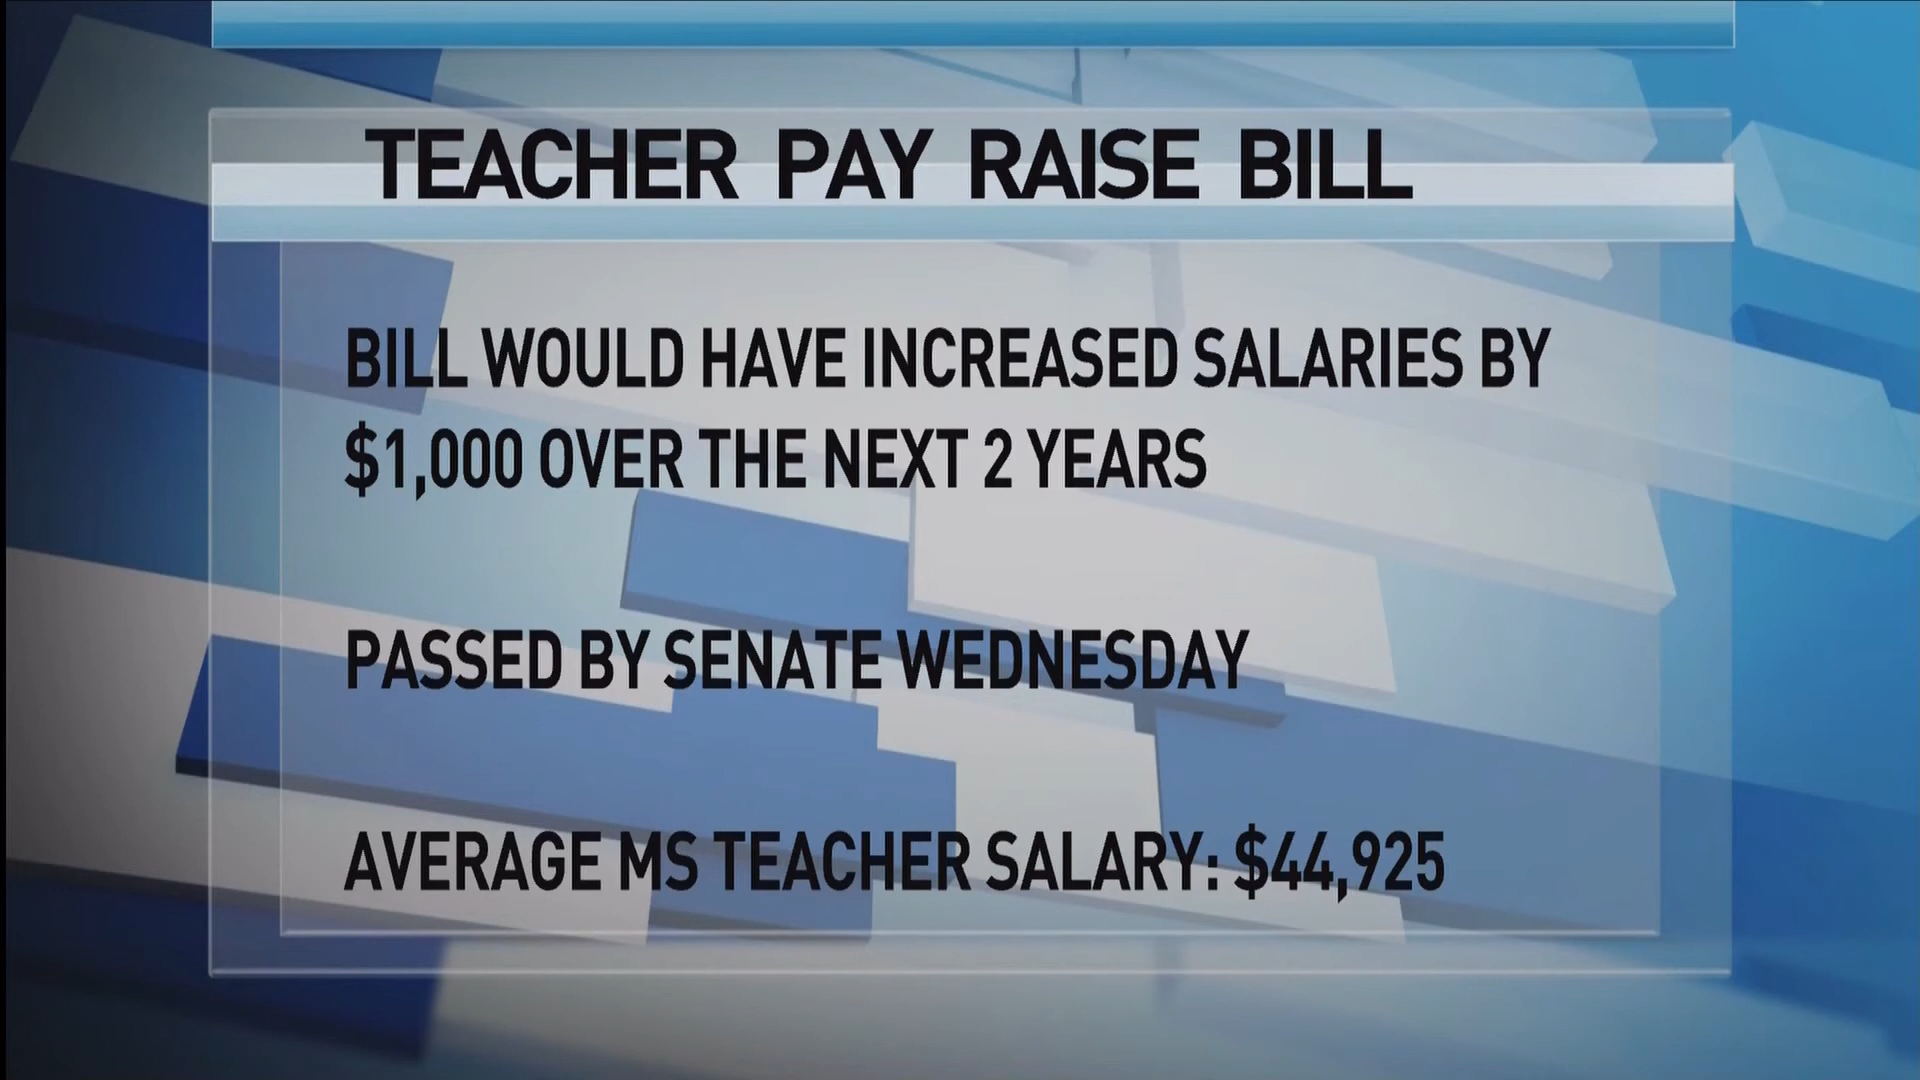 TEACHER PAY RAISE BILL
BILL WOULD HAVE INCREASED SALARIES BY
$1,000 OVER THE NEXT 2 YEARS
PASSED BY SENATE WEDNESDAY
AVERAGE MS TEACHER SALARY: $44,925